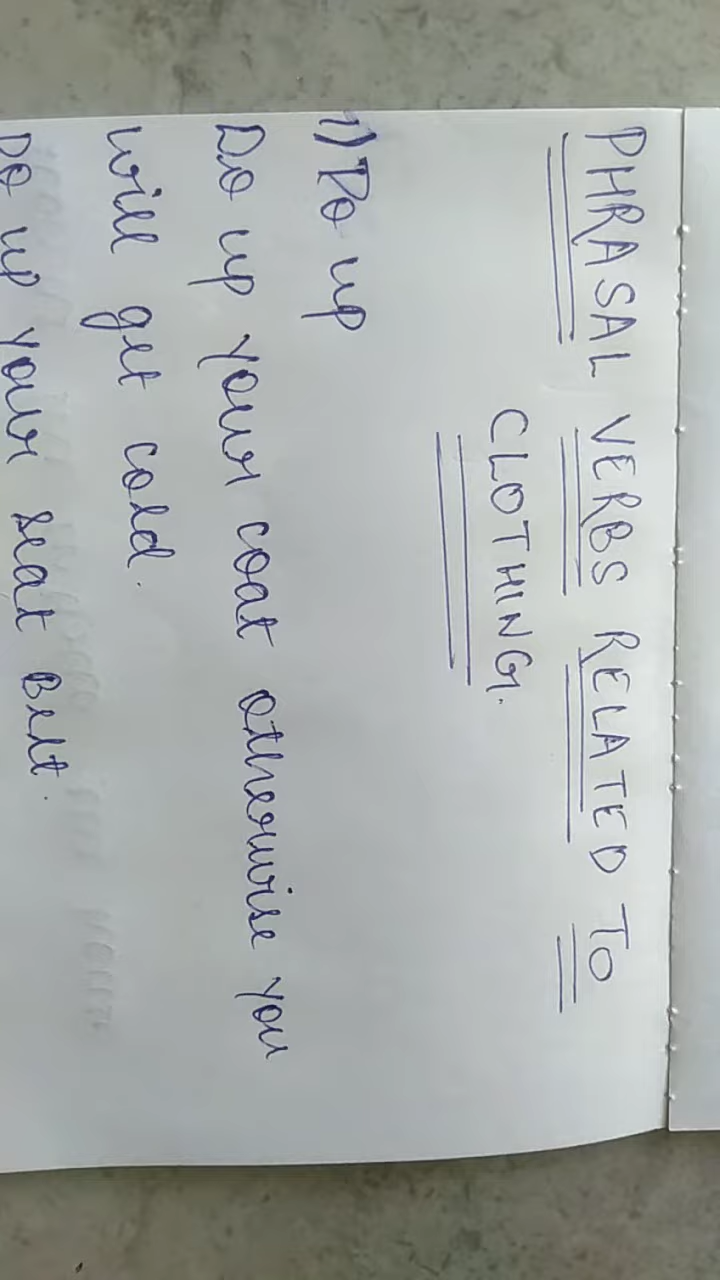 PHRASAL VERBS RELATED TO
CLOTHING.
1) Do up
Do up your coat otherwise you
will get cold.
Do up your seat Belt.